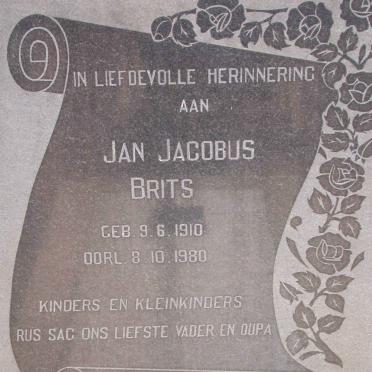 IN LIEFDEVOLLE HERINNERING
AAN
JAN JACOBUS
BRITS
GEB. 9. 6. 1910
OORL. 8. 10. 1980
KINDERS EN KLEINKINDERS
RUS SAG ONS LIEFSTE VADER EN OUPA